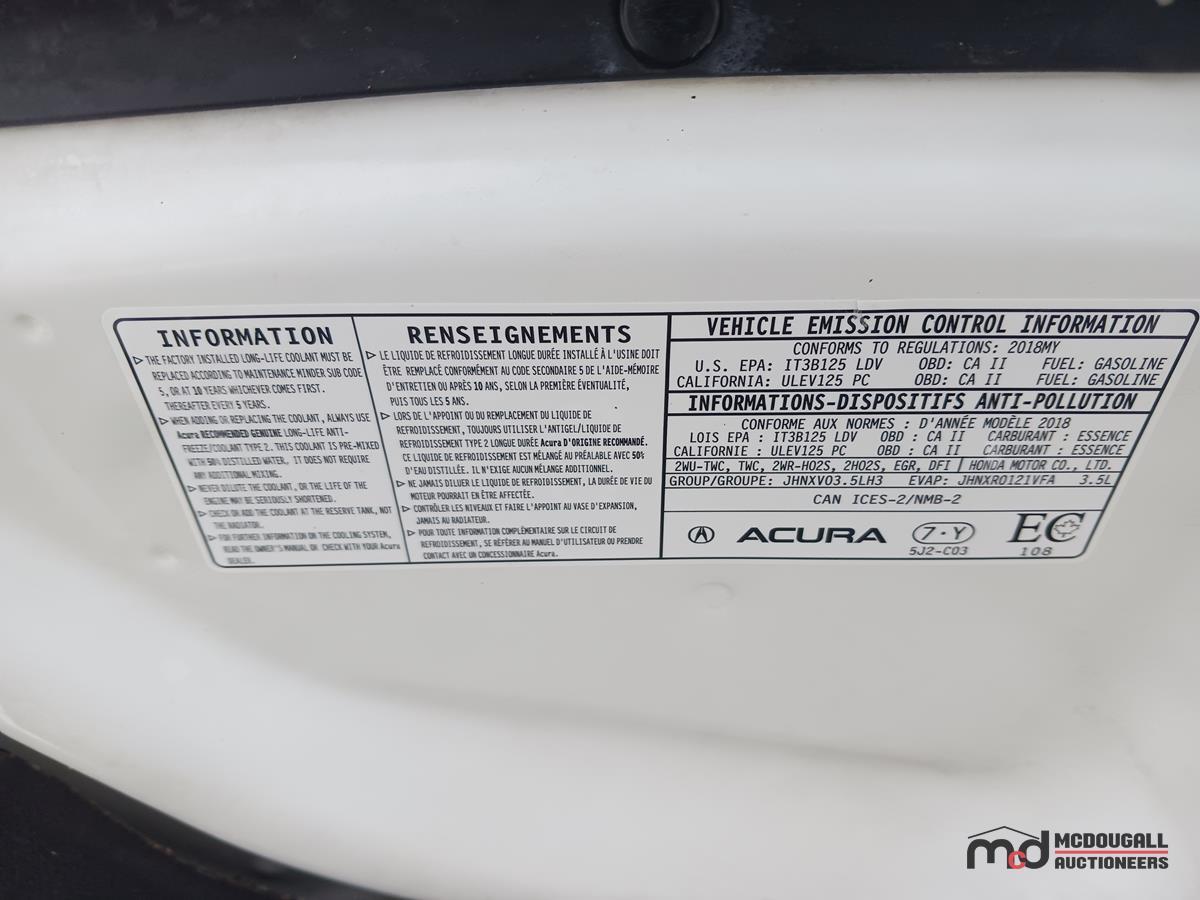 INFORMATION
▷ THE FACTORY INSTALLED LONG-LIFE COOLANT MUST BE
REPLACED ACCORDING TO MAINTENANCE MINDER SUB CODE
5, OR AT 10 YEARS WHICHEVER COMES FIRST.
THEREAFTER EVERY 5 YEARS.
▷ WHEN ADDING OR REPLACING THE COOLANT, ALWAYS USE
Acura RECOMMENDED GENUINE LONG-LIFE ANTI-
FREEZE/COOLANT TYPE 2. THIS COOLANT IS PRE-MIXED
WITH 50% DISTILLED WATER, IT DOES NOT REQUIRE
ANY ADDITIONAL MIXING.
▷ NEVER DILUTE THE COOLANT, OR THE LIFE OF THE
ENGINE MAY BE SERIOUSLY SHORTENED.
▷ CHECK OR ADD THE COOLANT AT THE RESERVE TANK, NOT
THE RADIATOR.
▷ FOR FURTHER INFORMATION ON THE COOLING SYSTEM,
READ THE OWNER'S MANUAL OR CHECK WITH YOUR Acura
DEALER.
RENSEIGNEMENTS
▷ LE LIQUIDE DE REFROIDISSEMENT LONGUE DURÉE INSTALLÉ À L'USINE DOIT
ÊTRE REMPLACÉ CONFORMÉMENT AU CODE SECONDAIRE 5 DE L'AIDE-MÉMOIRE
D'ENTRETIEN OU APRÈS 10 ANS, SELON LA PREMIÈRE ÉVENTUALITÉ,
PUIS TOUS LES 5 ANS.
▷ LORS DE L'APPOINT OU DU REMPLACEMENT DU LIQUIDE DE
REFROIDISSEMENT, TOUJOURS UTILISER L'ANTIGEL/LIQUIDE DE
REFROIDISSEMENT TYPE 2 LONGUE DURÉE Acura D'ORIGINE RECOMMANDÉ.
CE LIQUIDE DE REFROIDISSEMENT EST MÉLANGÉ AU PRÉALABLE AVEC 50%
D'EAU DISTILLÉE. IL N'EXIGE AUCUN MÉLANGE ADDITIONNEL.
▷ NE JAMAIS DILUER LE LIQUIDE DE REFROIDISSEMENT, LA DURÉE DE VIE DU
MOTEUR POURRAIT EN ÊTRE AFFECTÉE.
▷ CONTRÔLER LES NIVEAUX ET FAIRE L'APPOINT AU VASE D'EXPANSION,
JAMAIS AU RADIATEUR.
▷ POUR TOUTE INFORMATION COMPLÉMENTAIRE SUR LE CIRCUIT DE
REFROIDISSEMENT, SE RÉFÉRER AU MANUEL D'UTILISATEUR OU PRENDRE
CONTACT AVEC UN CONCESSIONNAIRE Acura.
VEHICLE EMISSION CONTROL INFORMATION
CONFORMS TO REGULATIONS: 2018MY
U.S. EPA: IT3B125 LDV OBD: CA II FUEL: GASOLINE
CALIFORNIA: ULEV125 PC OBD: CA II FUEL: GASOLINE
INFORMATIONS-DISPOSITIFS ANTI-POLLUTION
CONFORME AUX NORMES : D'ANNÉE MODÈLE 2018
LOIS EPA : IT3B125 LDV OBD : CA II CARBURANT : ESSENCE
CALIFORNIE : ULEV125 PC OBD : CA II CARBURANT : ESSENCE
2WU-TWC, TWC, 2WR-HO2S, 2HO2S, EGR, DFI HONDA MOTOR CO., LTD.
GROUP/GROUPE: JHNXV03.5LH3 EVAP: JHNXR0121VFA 3.5L
CAN ICES-2/NMB-2
ACURA 7·Y EC
5J2-C03 108
mcd MCDOUGALL
AUCTIONEERS